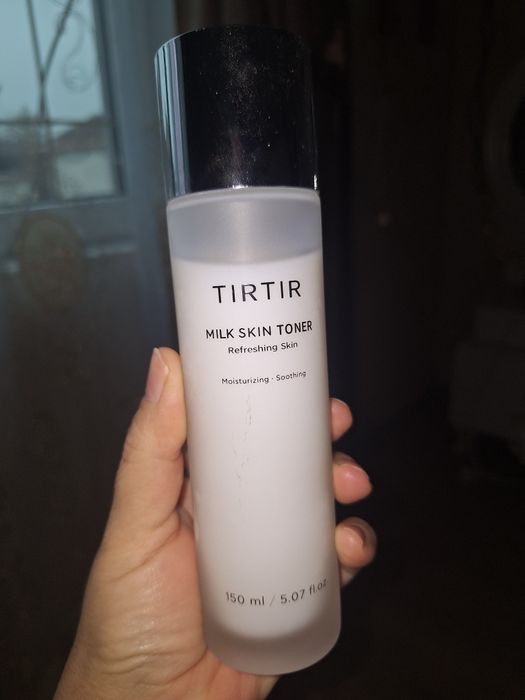 TIRTIR
MILK SKIN TONER
Refreshing Skin
Moisturizing · Soothing
150 ml / 5.07 fl.oz